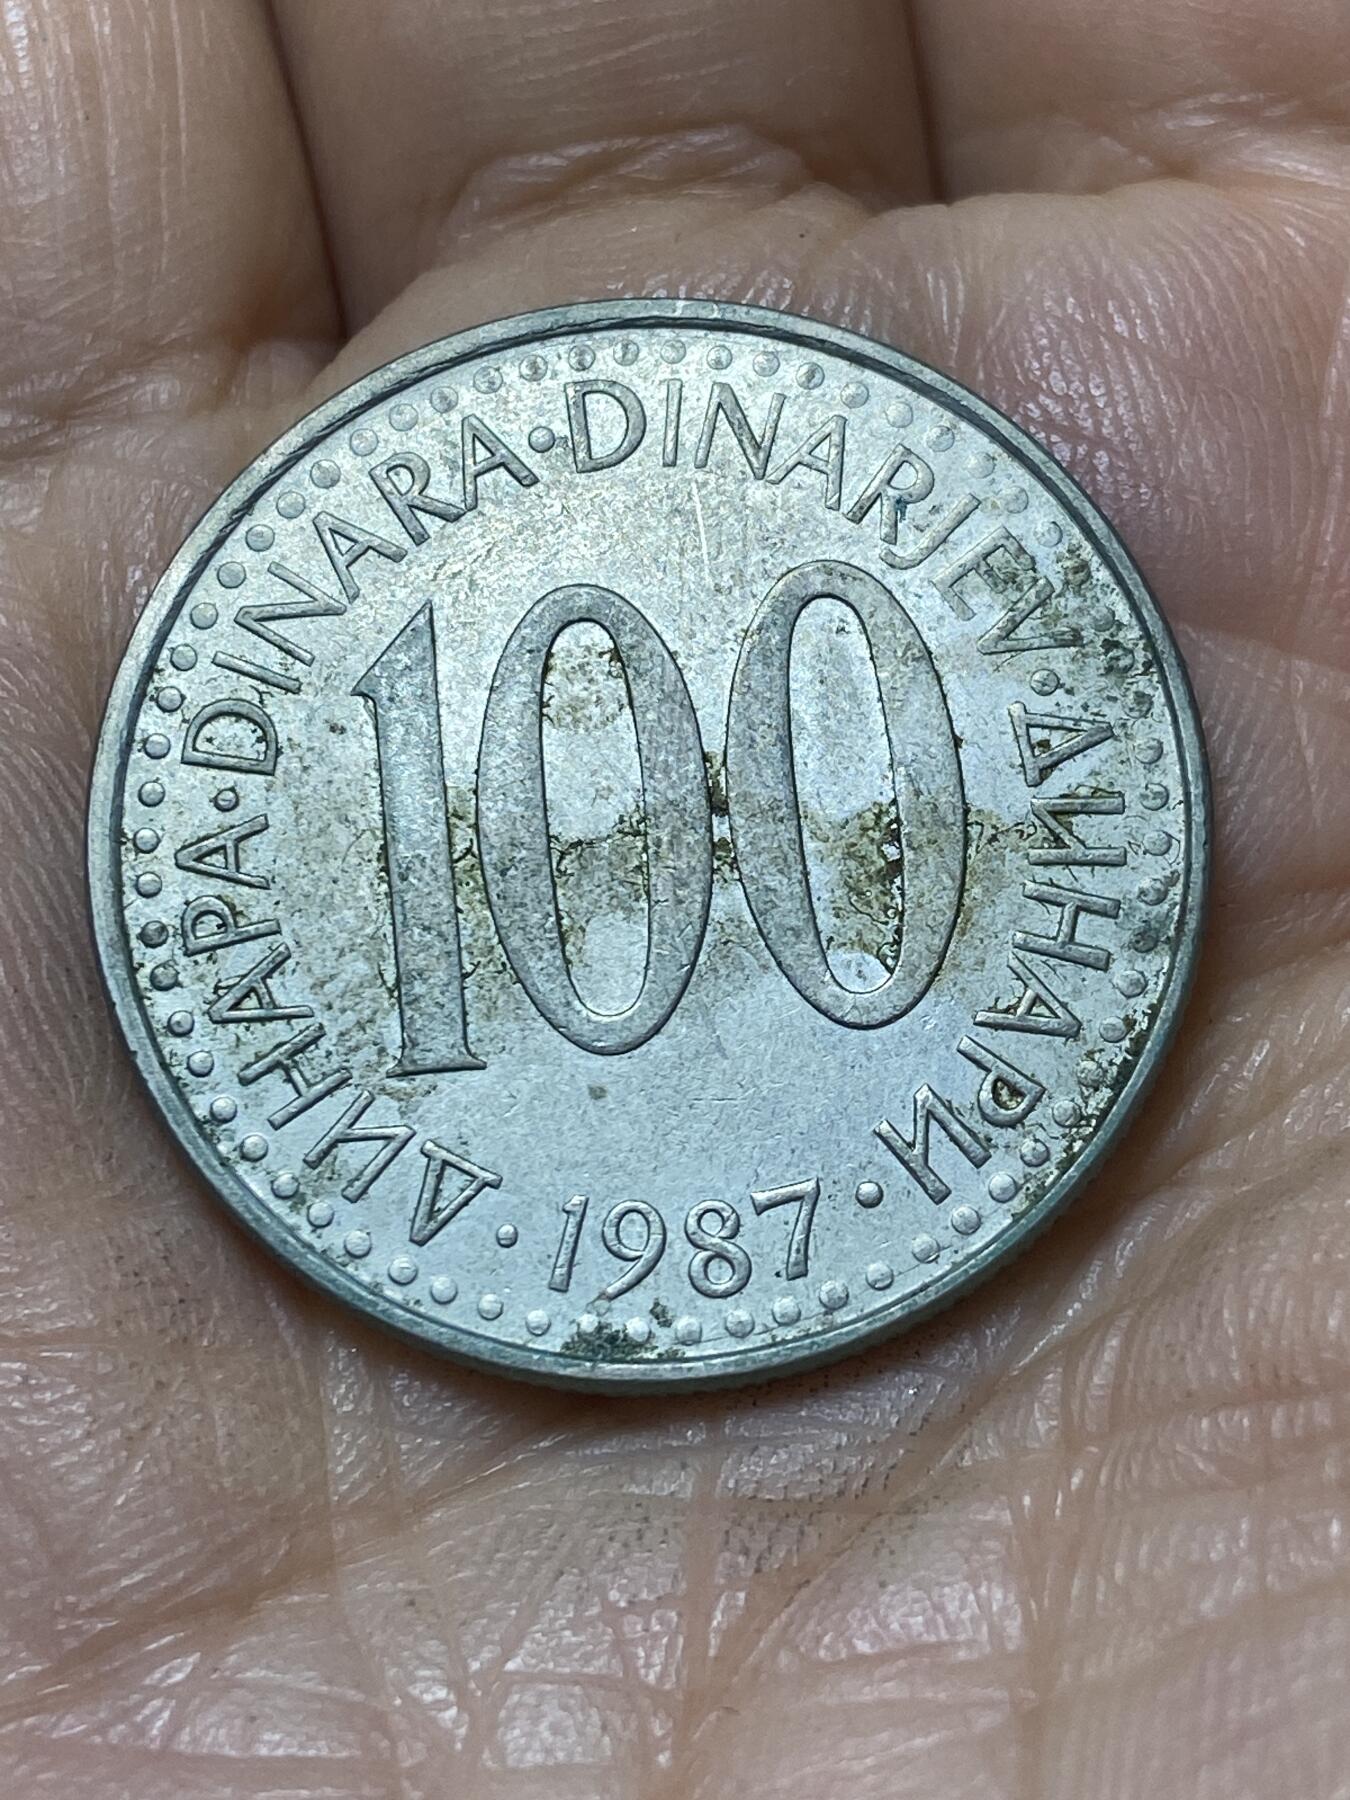 ДИНАРА · DINARA · DINARJEV · ДИНАРИ
100
· 1987 ·